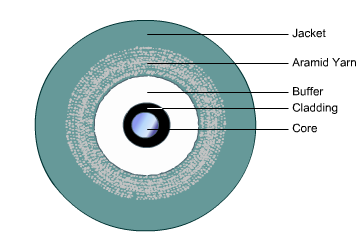 Jacket
Aramid Yarn
Buffer
Cladding
Core